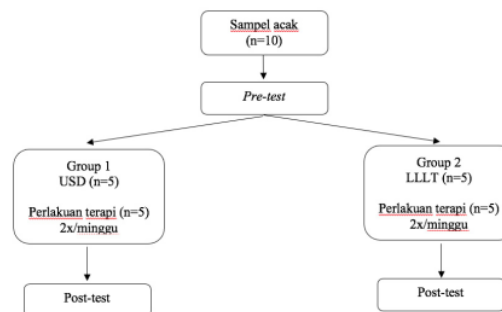 Sampel acak
(n=10)
Pre-test
Group 1
USD (n=5)
Perlakuan terapi (n=5)
2x/minggu
Group 2
LLLT (n=5)
Perlakuan terapi (n=5)
2x/minggu
Post-test
Post-test